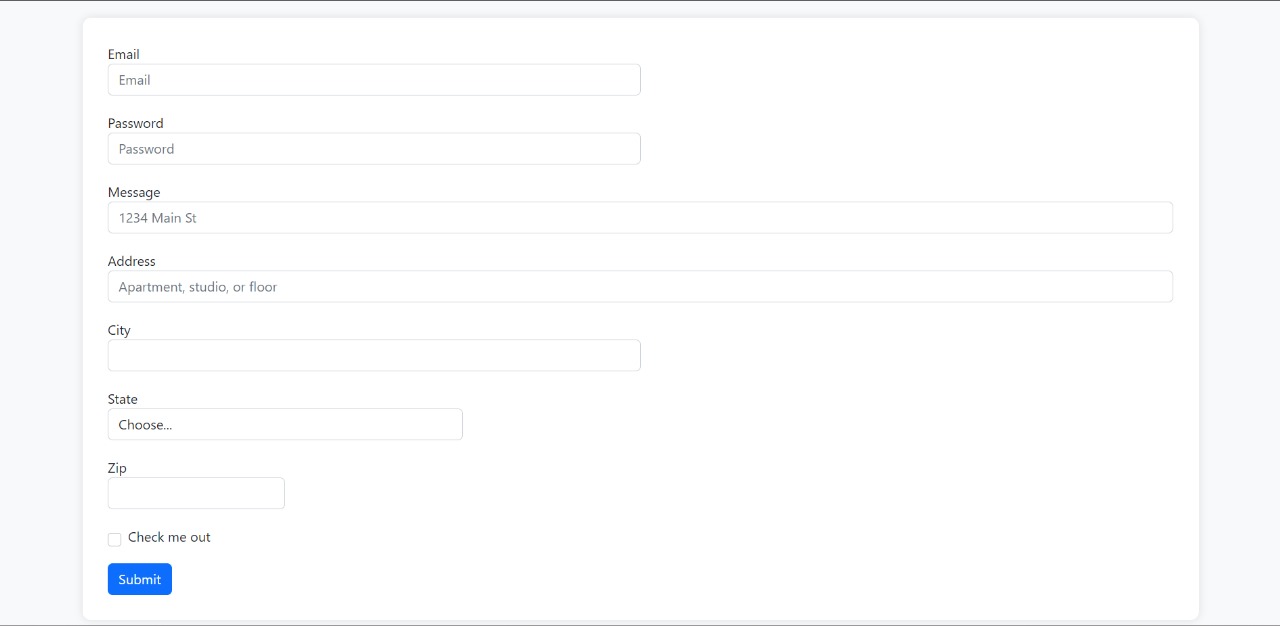 Email
Email
Password
Password
Message
1234 Main St
Address
Apartment, studio, or floor
City
State
Choose...
Zip
Check me out
Submit